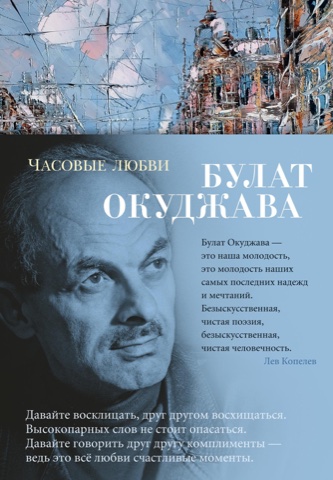 Часовые любви
БУЛАТ
ОКУДЖАВА
Булат Окуджава —
это наша молодость,
это молодость наших
самых последних надежд
и мечтаний.
Безыскусственная,
чистая поэзия,
безыскусственная,
чистая человечность.
Лев Копелев
Давайте восклицать, друг другом восхищаться.
Высокопарных слов не стоит опасаться.
Давайте говорить друг другу комплименты —
ведь это всё любви счастливые моменты.